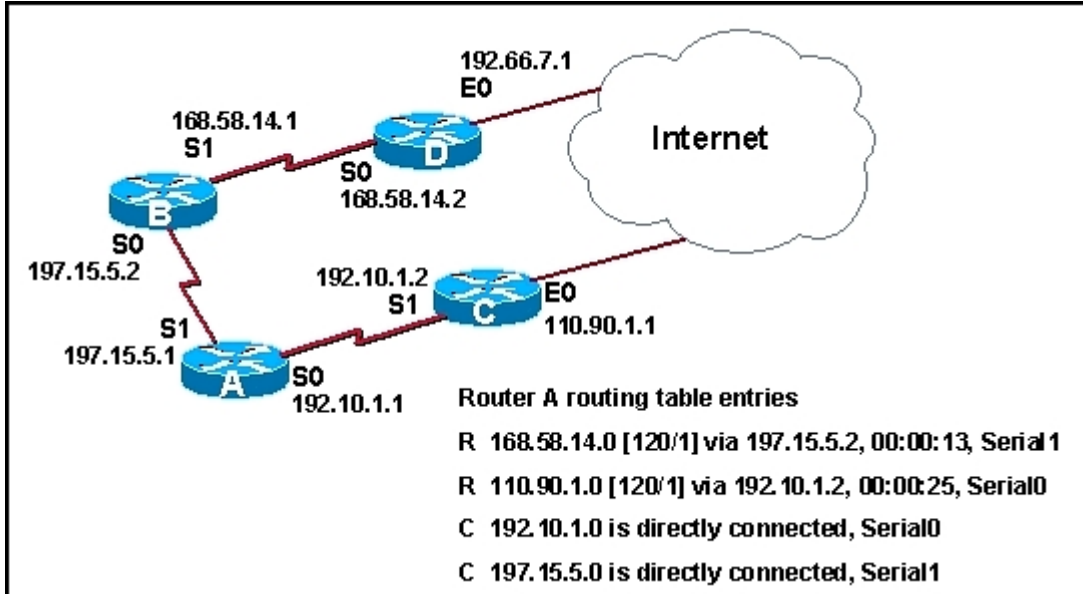 192.66.7.1
E0
168.58.14.1
S1
D
Internet
S0
168.58.14.2
B
S0
197.15.5.2
192.10.1.2
S1
C
E0
110.90.1.1
S1
197.15.5.1
A
S0
192.10.1.1
Router A routing table entries
R 168.58.14.0 [120/1] via 197.15.5.2, 00:00:13, Serial1
R 110.90.1.0 [120/1] via 192.10.1.2, 00:00:25, Serial0
C 192.10.1.0 is directly connected, Serial0
C 197.15.5.0 is directly connected, Serial1